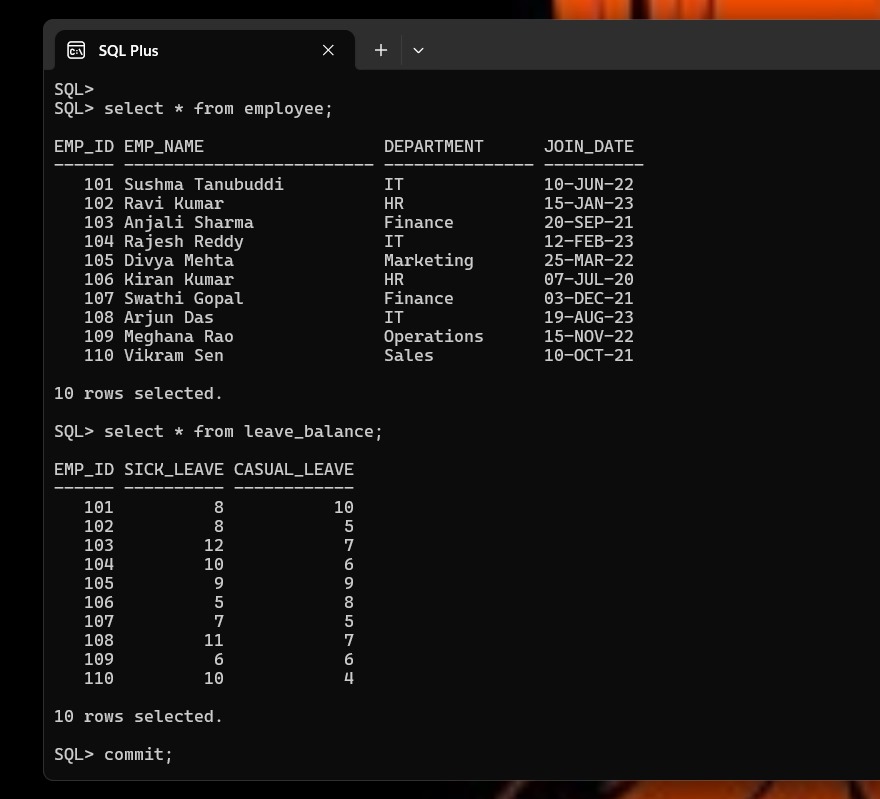 SQL Plus
SQL>
SQL> select * from employee;
EMP_ID EMP_NAME                  DEPARTMENT      JOIN_DATE
------ ------------------------- --------------- ----------
   101 Sushma Tanubuddi          IT              10-JUN-22
   102 Ravi Kumar                HR              15-JAN-23
   103 Anjali Sharma             Finance         20-SEP-21
   104 Rajesh Reddy              IT              12-FEB-23
   105 Divya Mehta               Marketing       25-MAR-22
   106 Kiran Kumar               HR              07-JUL-20
   107 Swathi Gopal              Finance         03-DEC-21
   108 Arjun Das                 IT              19-AUG-23
   109 Meghana Rao               Operations      15-NOV-22
   110 Vikram Sen                Sales           10-OCT-21
10 rows selected.
SQL> select * from leave_balance;
EMP_ID SICK_LEAVE CASUAL_LEAVE
------ ---------- ------------
   101          8           10
   102          8            5
   103         12            7
   104         10            6
   105          9            9
   106          5            8
   107          7            5
   108         11            7
   109          6            6
   110         10            4
10 rows selected.
SQL> commit;